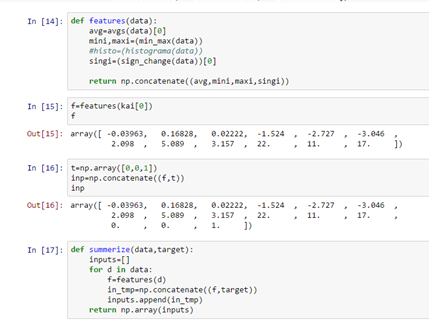 In [14]: def features(data):
avg=avgs(data)[0]
mini,maxi=(min_max(data))
#histo=(histograma(data))
singi=(sign_change(data))[0]
return np.concatenate((avg,mini,maxi,singi))
In [15]: f=features(kai[0])
f
Out[15]: array([ -0.03963, 0.16828, 0.02222, -1.524 , -2.727 , -3.046 ,
2.098 , 5.089 , 3.157 , 22. , 11. , 17. ])
In [16]: t=np.array([0,0,1])
inp=np.concatenate((f,t))
inp
Out[16]: array([ -0.03963, 0.16828, 0.02222, -1.524 , -2.727 , -3.046 ,
2.098 , 5.089 , 3.157 , 22. , 11. , 17. ,
0. , 0. , 1. ])
In [17]: def summerize(data,target):
inputs=[]
for d in data:
f=features(d)
in_tmp=np.concatenate((f,target))
inputs.append(in_tmp)
return np.array(inputs)